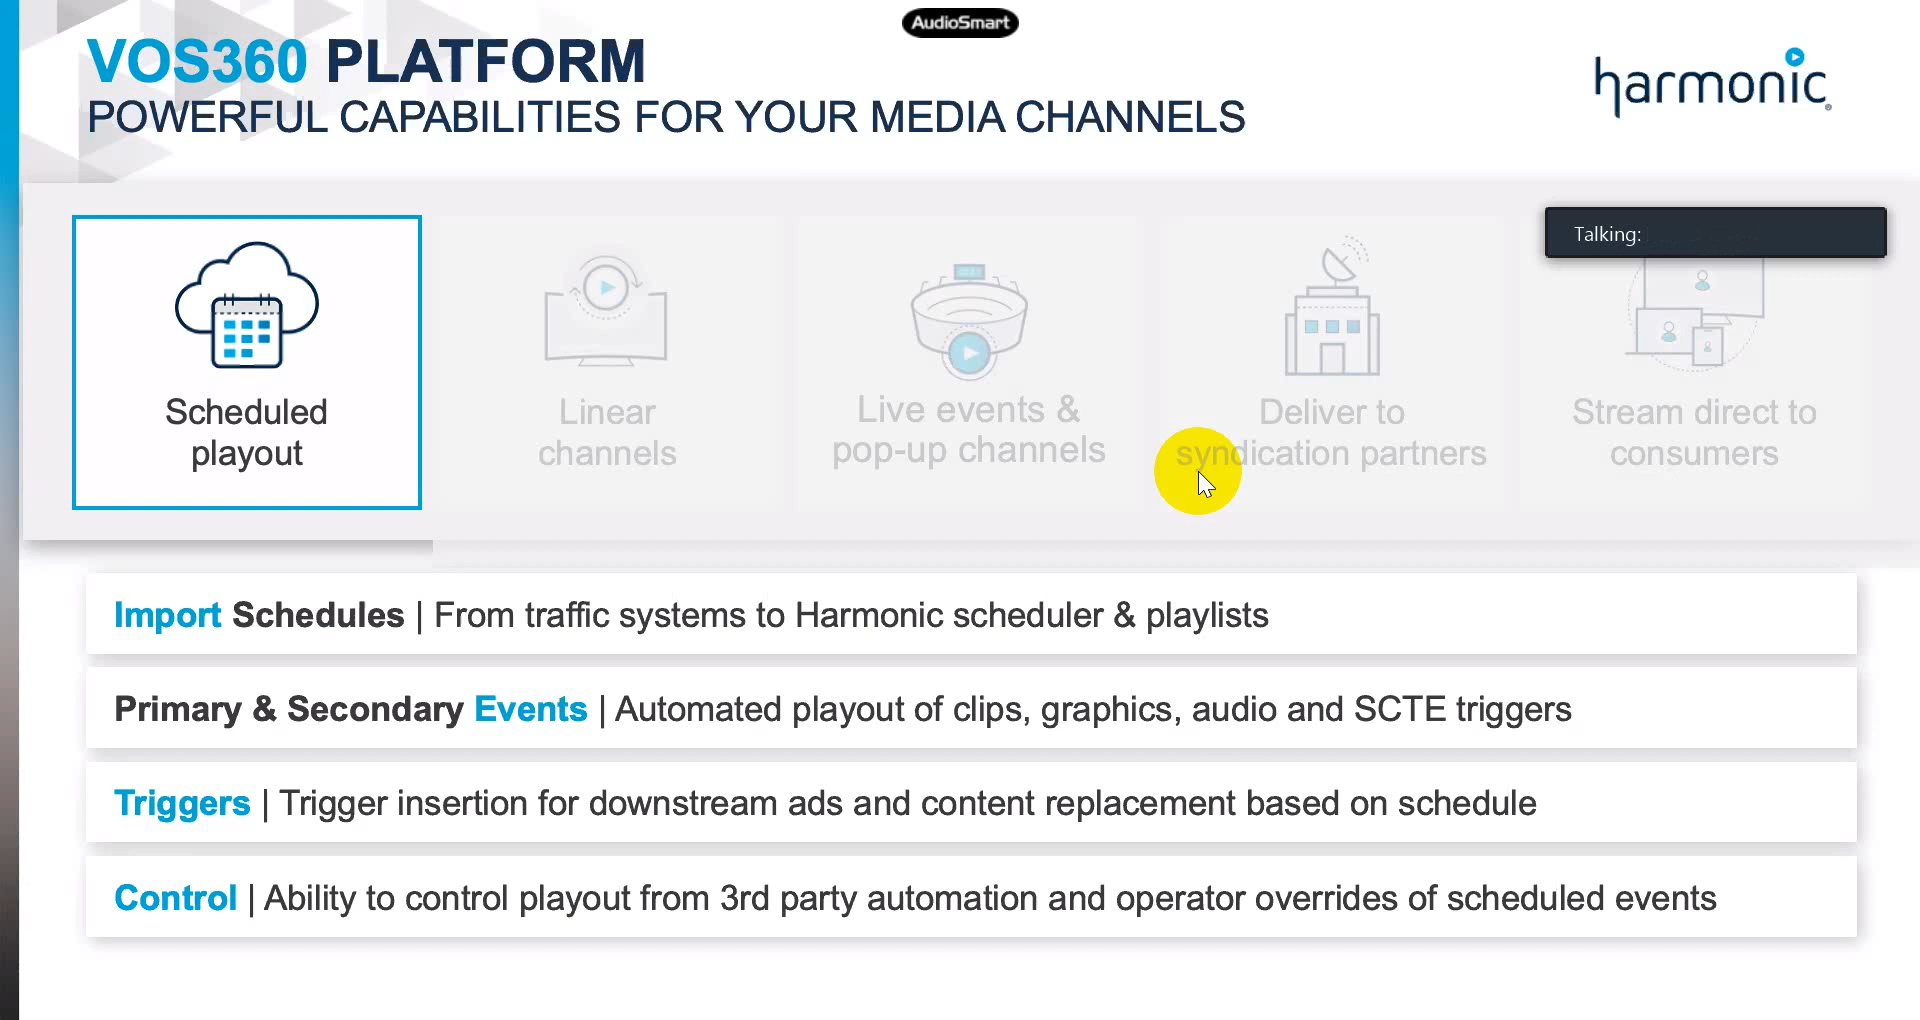 AudioSmart
VOS360 PLATFORM
POWERFUL CAPABILITIES FOR YOUR MEDIA CHANNELS
harmonic
Talking:
Scheduled
playout
Linear
channels
Live events &
pop-up channels
Deliver to
syndication partners
Stream direct to
consumers
Import Schedules | From traffic systems to Harmonic scheduler & playlists
Primary & Secondary Events | Automated playout of clips, graphics, audio and SCTE triggers
Triggers | Trigger insertion for downstream ads and content replacement based on schedule
Control | Ability to control playout from 3rd party automation and operator overrides of scheduled events